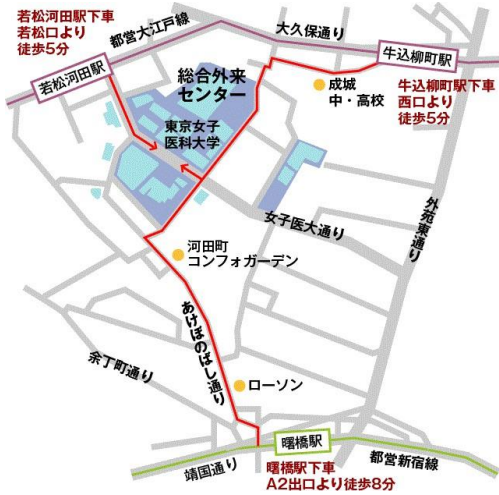 若松河田駅下車
若松口より
徒歩5分
都営大江戸線
大久保通り
若松河田駅
牛込柳町駅
総合外来
センター
成城
中・高校
牛込柳町駅下車
西口より
徒歩5分
東京女子
医科大学
女子医大通り
外苑東通り
河田町
コンフォガーデン
あけぼのばし通り
余丁町通り
ローソン
曙橋駅
靖国通り
都営新宿線
曙橋駅下車
A2出口より徒歩8分